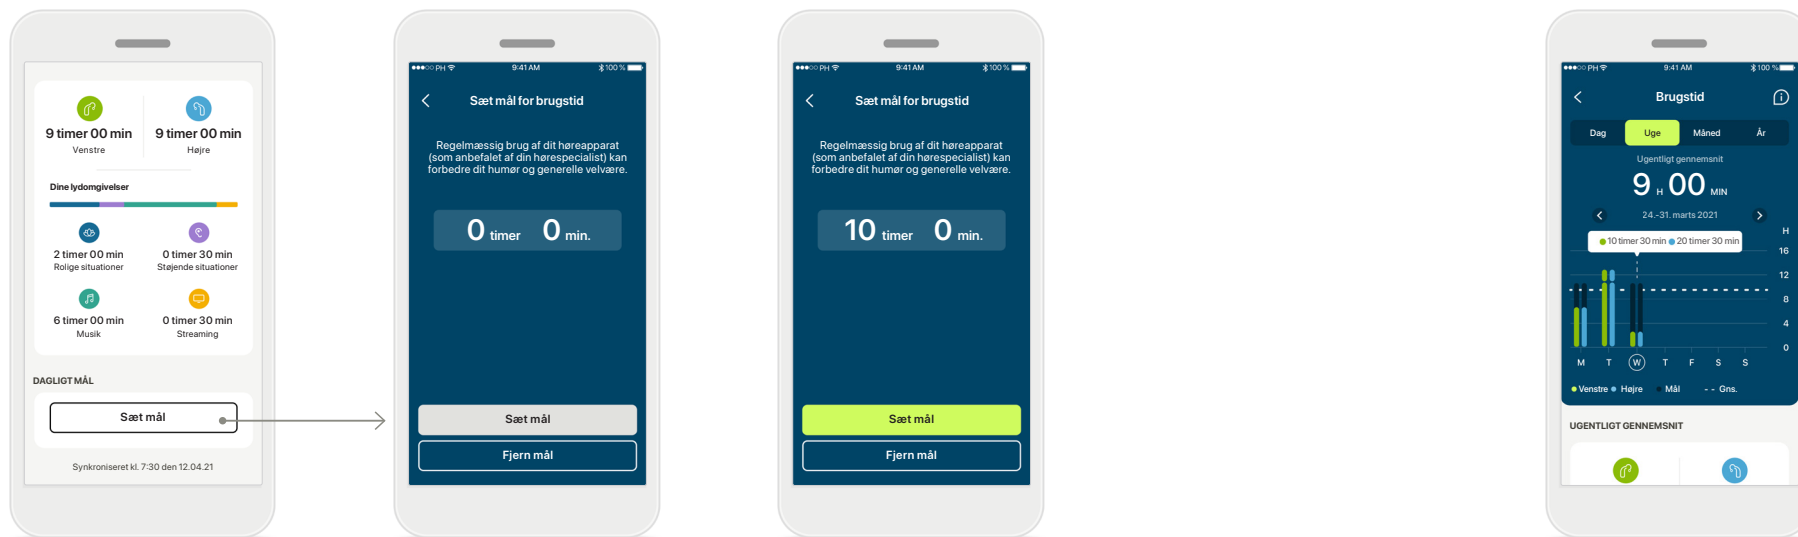 9 timer 00 min
Venstre
9 timer 00 min
Højre
Dine lydomgivelser
2 timer 00 min
Rolige situationer
0 timer 30 min
Støjende situationer
6 timer 00 min
Musik
0 timer 30 min
Streaming
DAGLIGT MÅL
Sæt mål
Synkroniseret kl. 7:30 den 12.04.21
PH 9:41 AM 100 %
Sæt mål for brugstid
Regelmæssig brug af dit høreapparat
(som anbefalet af din hørespecialist) kan
forbedre dit humør og generelle velvære.
0 timer 0 min.
Sæt mål
Fjern mål
PH 9:41 AM 100 %
Sæt mål for brugstid
Regelmæssig brug af dit høreapparat
(som anbefalet af din hørespecialist) kan
forbedre dit humør og generelle velvære.
10 timer 0 min.
Sæt mål
Fjern mål
PH 9:41 AM 100 %
Brugstid
Dag Uge Måned År
Ugentligt gennemsnit
9 H 00 MIN
24.-31. marts 2021
H
10 timer 30 min 20 timer 30 min
16
12
8
4
0
M T W T F S S
Venstre Højre Mål - - Gns.
UGENTLIGT GENNEMSNIT